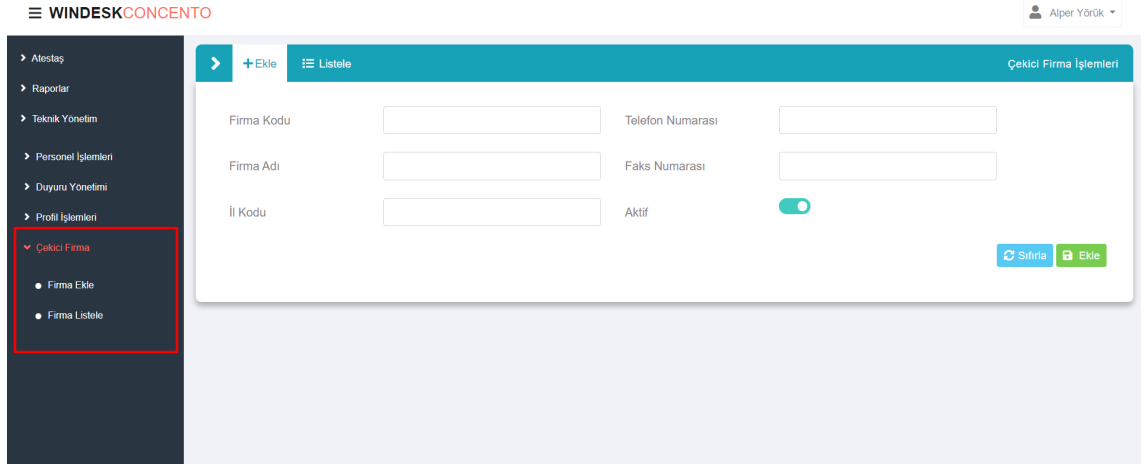 WINDESKCONCENTO
Alper Yörük
Atestaş
Raporlar
Teknik Yönetim
Personel İşlemleri
Duyuru Yönetimi
Profil İşlemleri
Çekici Firma
Firma Ekle
Firma Listele
Ekle
Listele
Çekici Firma İşlemleri
Firma Kodu
Telefon Numarası
Firma Adı
Faks Numarası
İl Kodu
Aktif
Sıfırla
Ekle